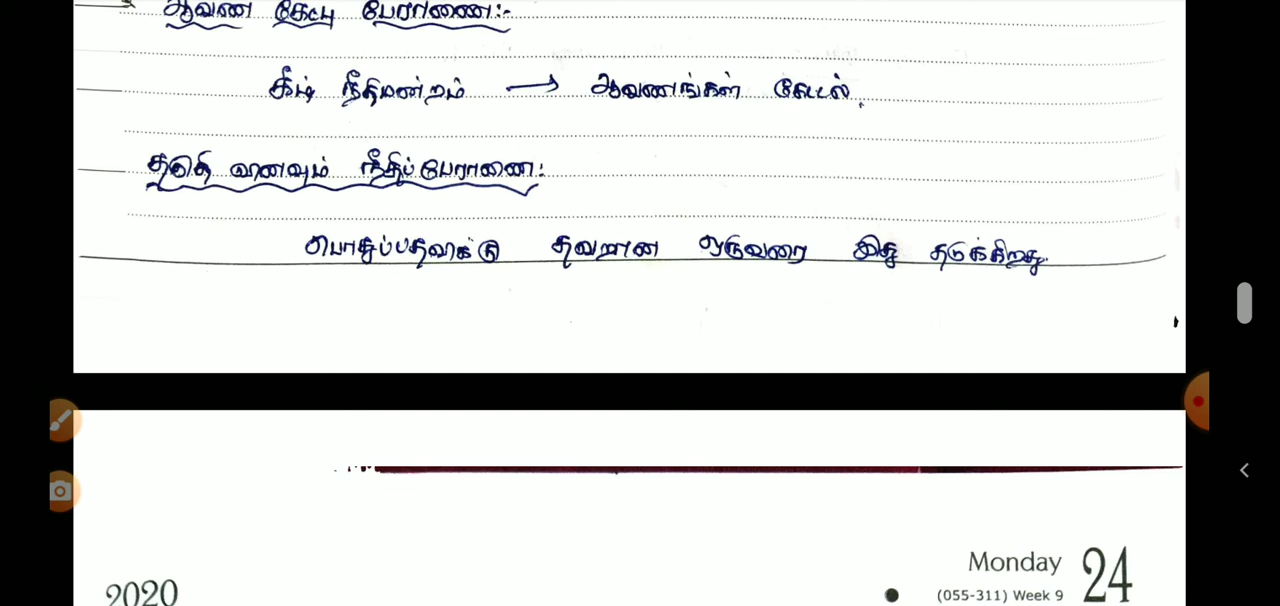 ஆவண கேட்பு பேராணை:-
கீழ் நீதிமன்றம் → ஆவணங்கள் கேட்டல்.
தகுதி வினவும் நீதிப்பேராணை:
பொதுப்பதவிக்கு தவறான ஒருவரை இது தடுக்கிறது.
Monday 24
2020
(055-311) Week 9